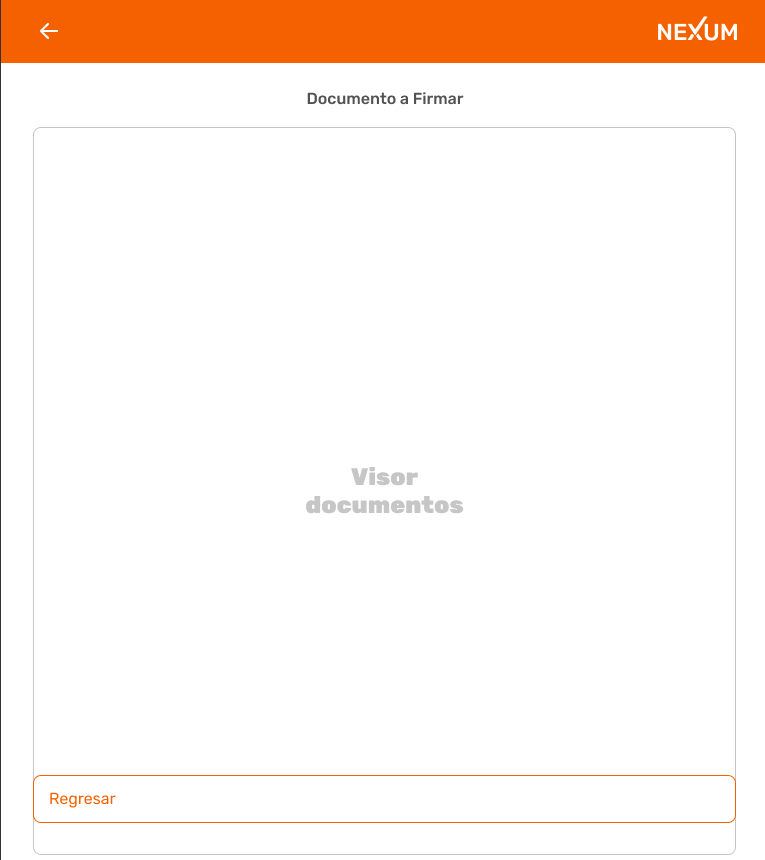 NEXUM
Documento a Firmar
Visor
documentos
Regresar